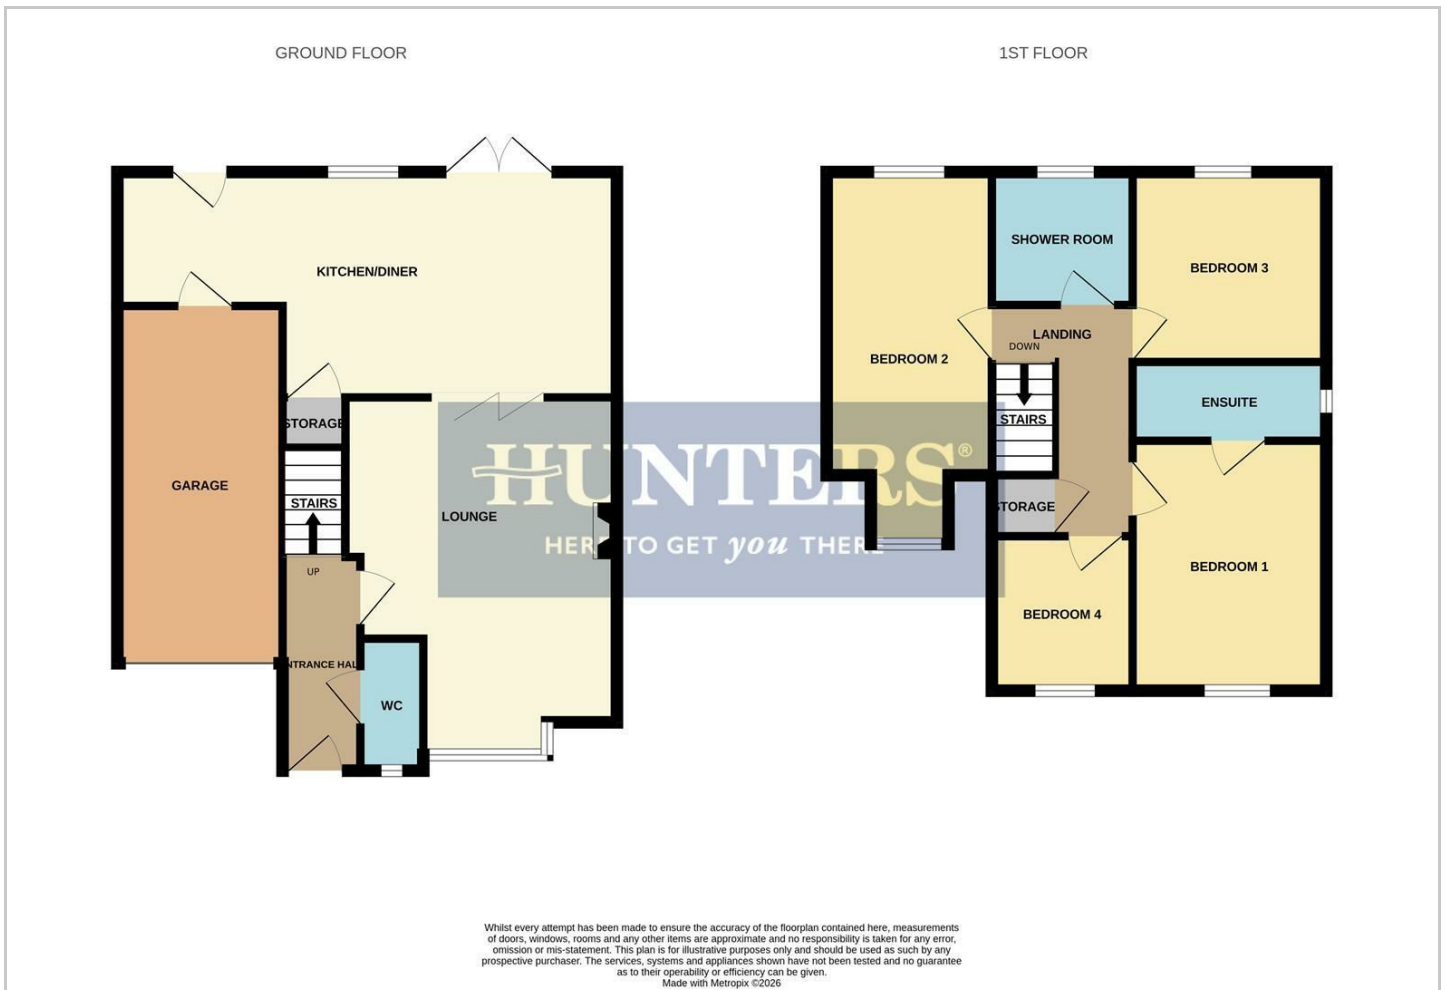 GROUND FLOOR
1ST FLOOR
KITCHEN/DINER
STORAGE
GARAGE
STAIRS
UP
LOUNGE
ENTRANCE HALL
WC
SHOWER ROOM
BEDROOM 3
LANDING
DOWN
BEDROOM 2
STAIRS
ENSUITE
STORAGE
BEDROOM 1
BEDROOM 4
HUNTERS®
HERE TO GET you THERE
Whilst every attempt has been made to ensure the accuracy of the floorplan contained here, measurements
of doors, windows, rooms and any other items are approximate and no responsibility is taken for any error,
omission or mis-statement. This plan is for illustrative purposes only and should be used as such by any
prospective purchaser. The services, systems and appliances shown have not been tested and no guarantee
as to their operability or efficiency can be given.
Made with Metropix ©2026